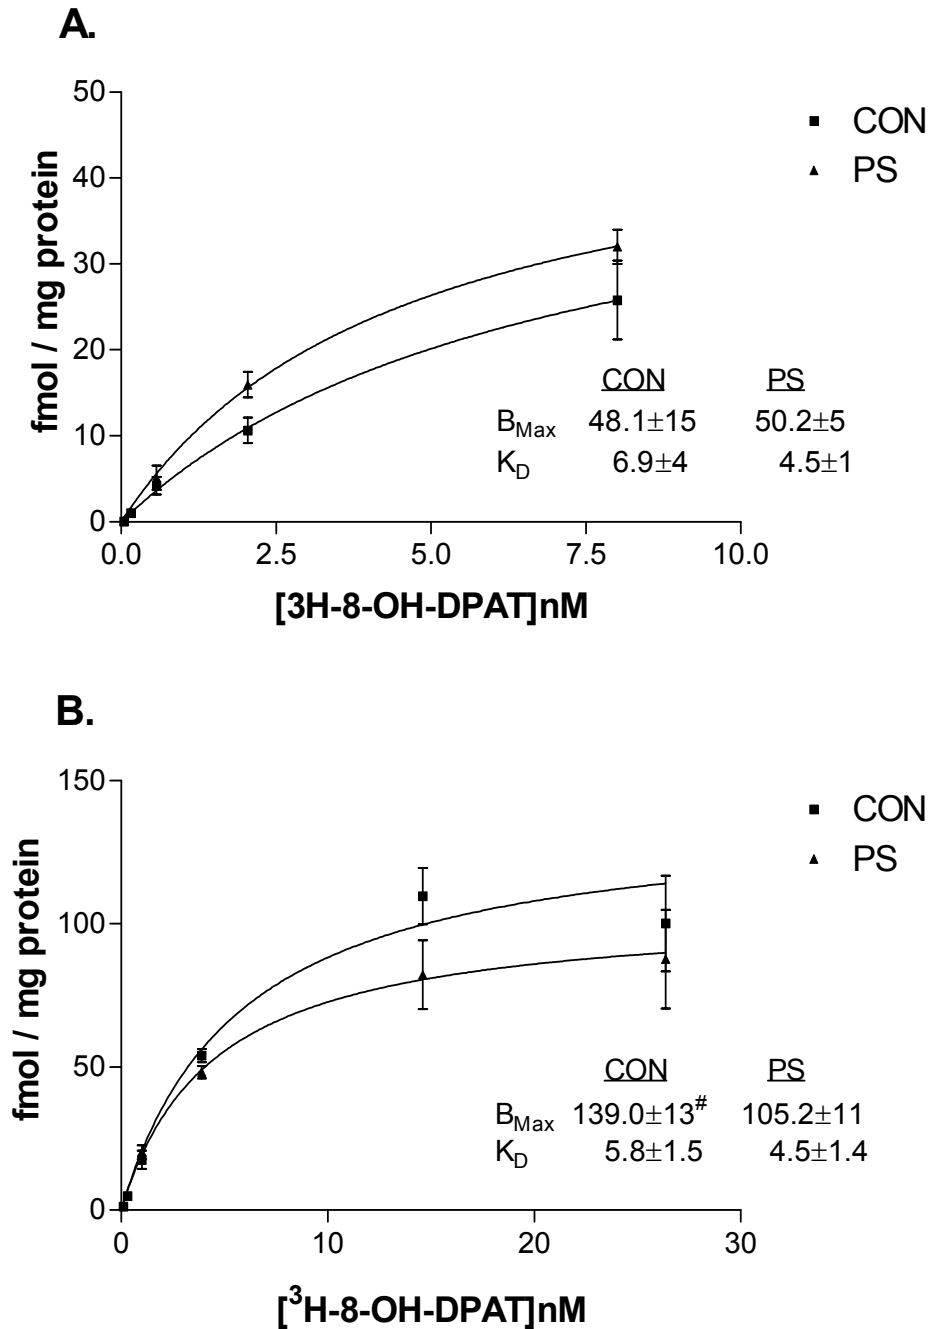 A.
50
40
30
20
10
0
0.0 2.5 5.0 7.5 10.0
fmol / mg protein
[3H-8-OH-DPAT]nM
CON
PS
CON PS
BMax 48.1±15 50.2±5
KD 6.9±4 4.5±1
B.
150
100
50
0
0 10 20 30
fmol / mg protein
[³H-8-OH-DPAT]nM
CON
PS
CON PS
BMax 139.0±13# 105.2±11
KD 5.8±1.5 4.5±1.4